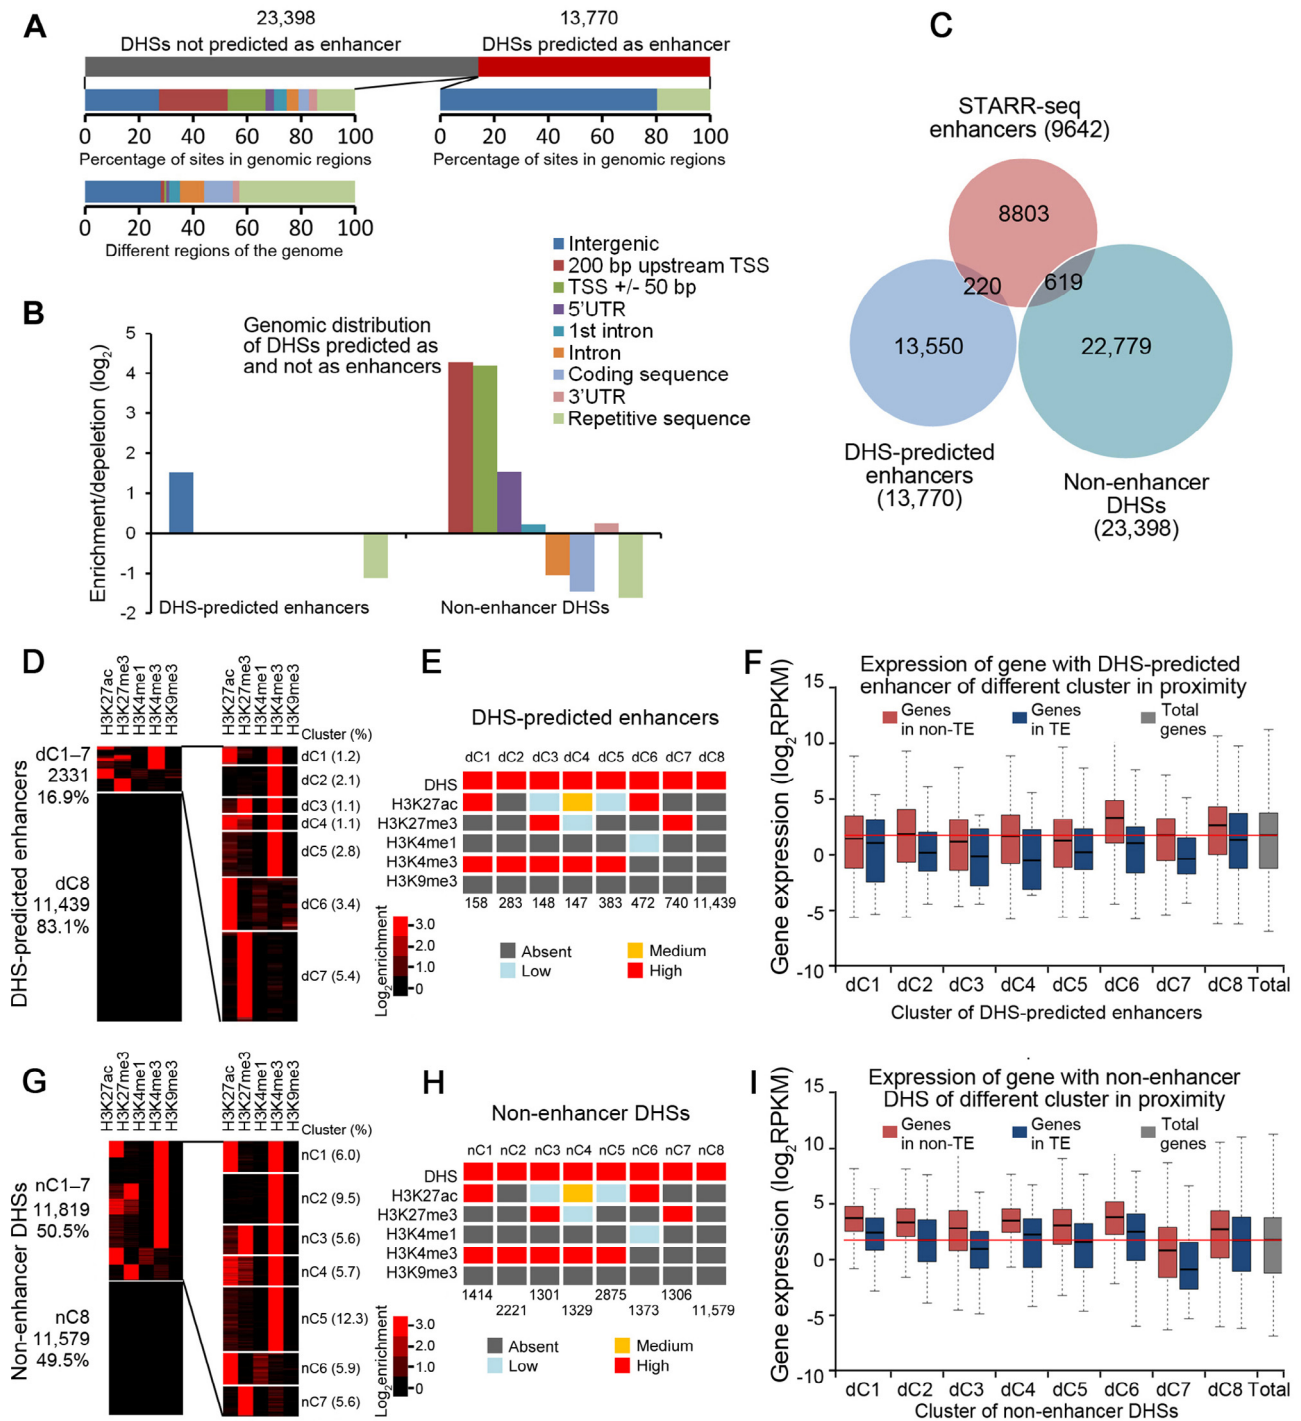 A
23,398
DHSs not predicted as enhancer
13,770
DHSs predicted as enhancer
0 20 40 60 80 100
Percentage of sites in genomic regions
0 20 40 60 80 100
Percentage of sites in genomic regions
0 20 40 60 80 100
Different regions of the genome
Intergenic
200 bp upstream TSS
TSS +/- 50 bp
5'UTR
1st intron
Intron
Coding sequence
3'UTR
Repetitive sequence
B
Genomic distribution
of DHSs predicted as
and not as enhancers
Enrichment/depeletion (log2)
5
4
3
2
1
0
-1
-2
DHS-predicted enhancers
Non-enhancer DHSs
C
STARR-seq
enhancers (9642)
8803
220
619
13,550
22,779
DHS-predicted
enhancers
(13,770)
Non-enhancer
DHSs
(23,398)
D
H3K27ac
H3K27me3
H3K4me1
H3K4me3
H3K9me3
H3K27ac
H3K27me3
H3K4me1
H3K4me3
H3K9me3
Cluster (%)
DHS-predicted enhancers
dC1–7
2331
16.9%
dC8
11,439
83.1%
dC1 (1.2)
dC2 (2.1)
dC3 (1.1)
dC4 (1.1)
dC5 (2.8)
dC6 (3.4)
dC7 (5.4)
Log2enrichment
3.0
2.0
1.0
0
E
DHS-predicted enhancers
dC1 dC2 dC3 dC4 dC5 dC6 dC7 dC8
DHS
H3K27ac
H3K27me3
H3K4me1
H3K4me3
H3K9me3
158 283 148 147 383 472 740 11,439
Absent
Medium
Low
High
F
Expression of gene with DHS-predicted
enhancer of different cluster in proximity
Genes
in non-TE
Genes
in TE
Total
genes
Gene expression (log2RPKM)
15
10
5
0
-5
-10
dC1 dC2 dC3 dC4 dC5 dC6 dC7 dC8 Total
Cluster of DHS-predicted enhancers
G
H3K27ac
H3K27me3
H3K4me1
H3K4me3
H3K9me3
H3K27ac
H3K27me3
H3K4me1
H3K4me3
H3K9me3
Cluster (%)
Non-enhancer DHSs
nC1–7
11,819
50.5%
nC8
11,579
49.5%
nC1 (6.0)
nC2 (9.5)
nC3 (5.6)
nC4 (5.7)
nC5 (12.3)
nC6 (5.9)
nC7 (5.6)
Log2enrichment
3.0
2.0
1.0
0
H
Non-enhancer DHSs
nC1 nC2 nC3 nC4 nC5 nC6 nC7 nC8
DHS
H3K27ac
H3K27me3
H3K4me1
H3K4me3
H3K9me3
1414 1301 2875 1306
2221 1329 1373 11,579
Absent
Medium
Low
High
I
Expression of gene with non-enhancer
DHS of different cluster in proximity
Genes
in non-TE
Genes
in TE
Total
genes
Gene expression (log2RPKM)
15
10
5
0
-5
-10
dC1 dC2 dC3 dC4 dC5 dC6 dC7 dC8 Total
Cluster of non-enhancer DHSs